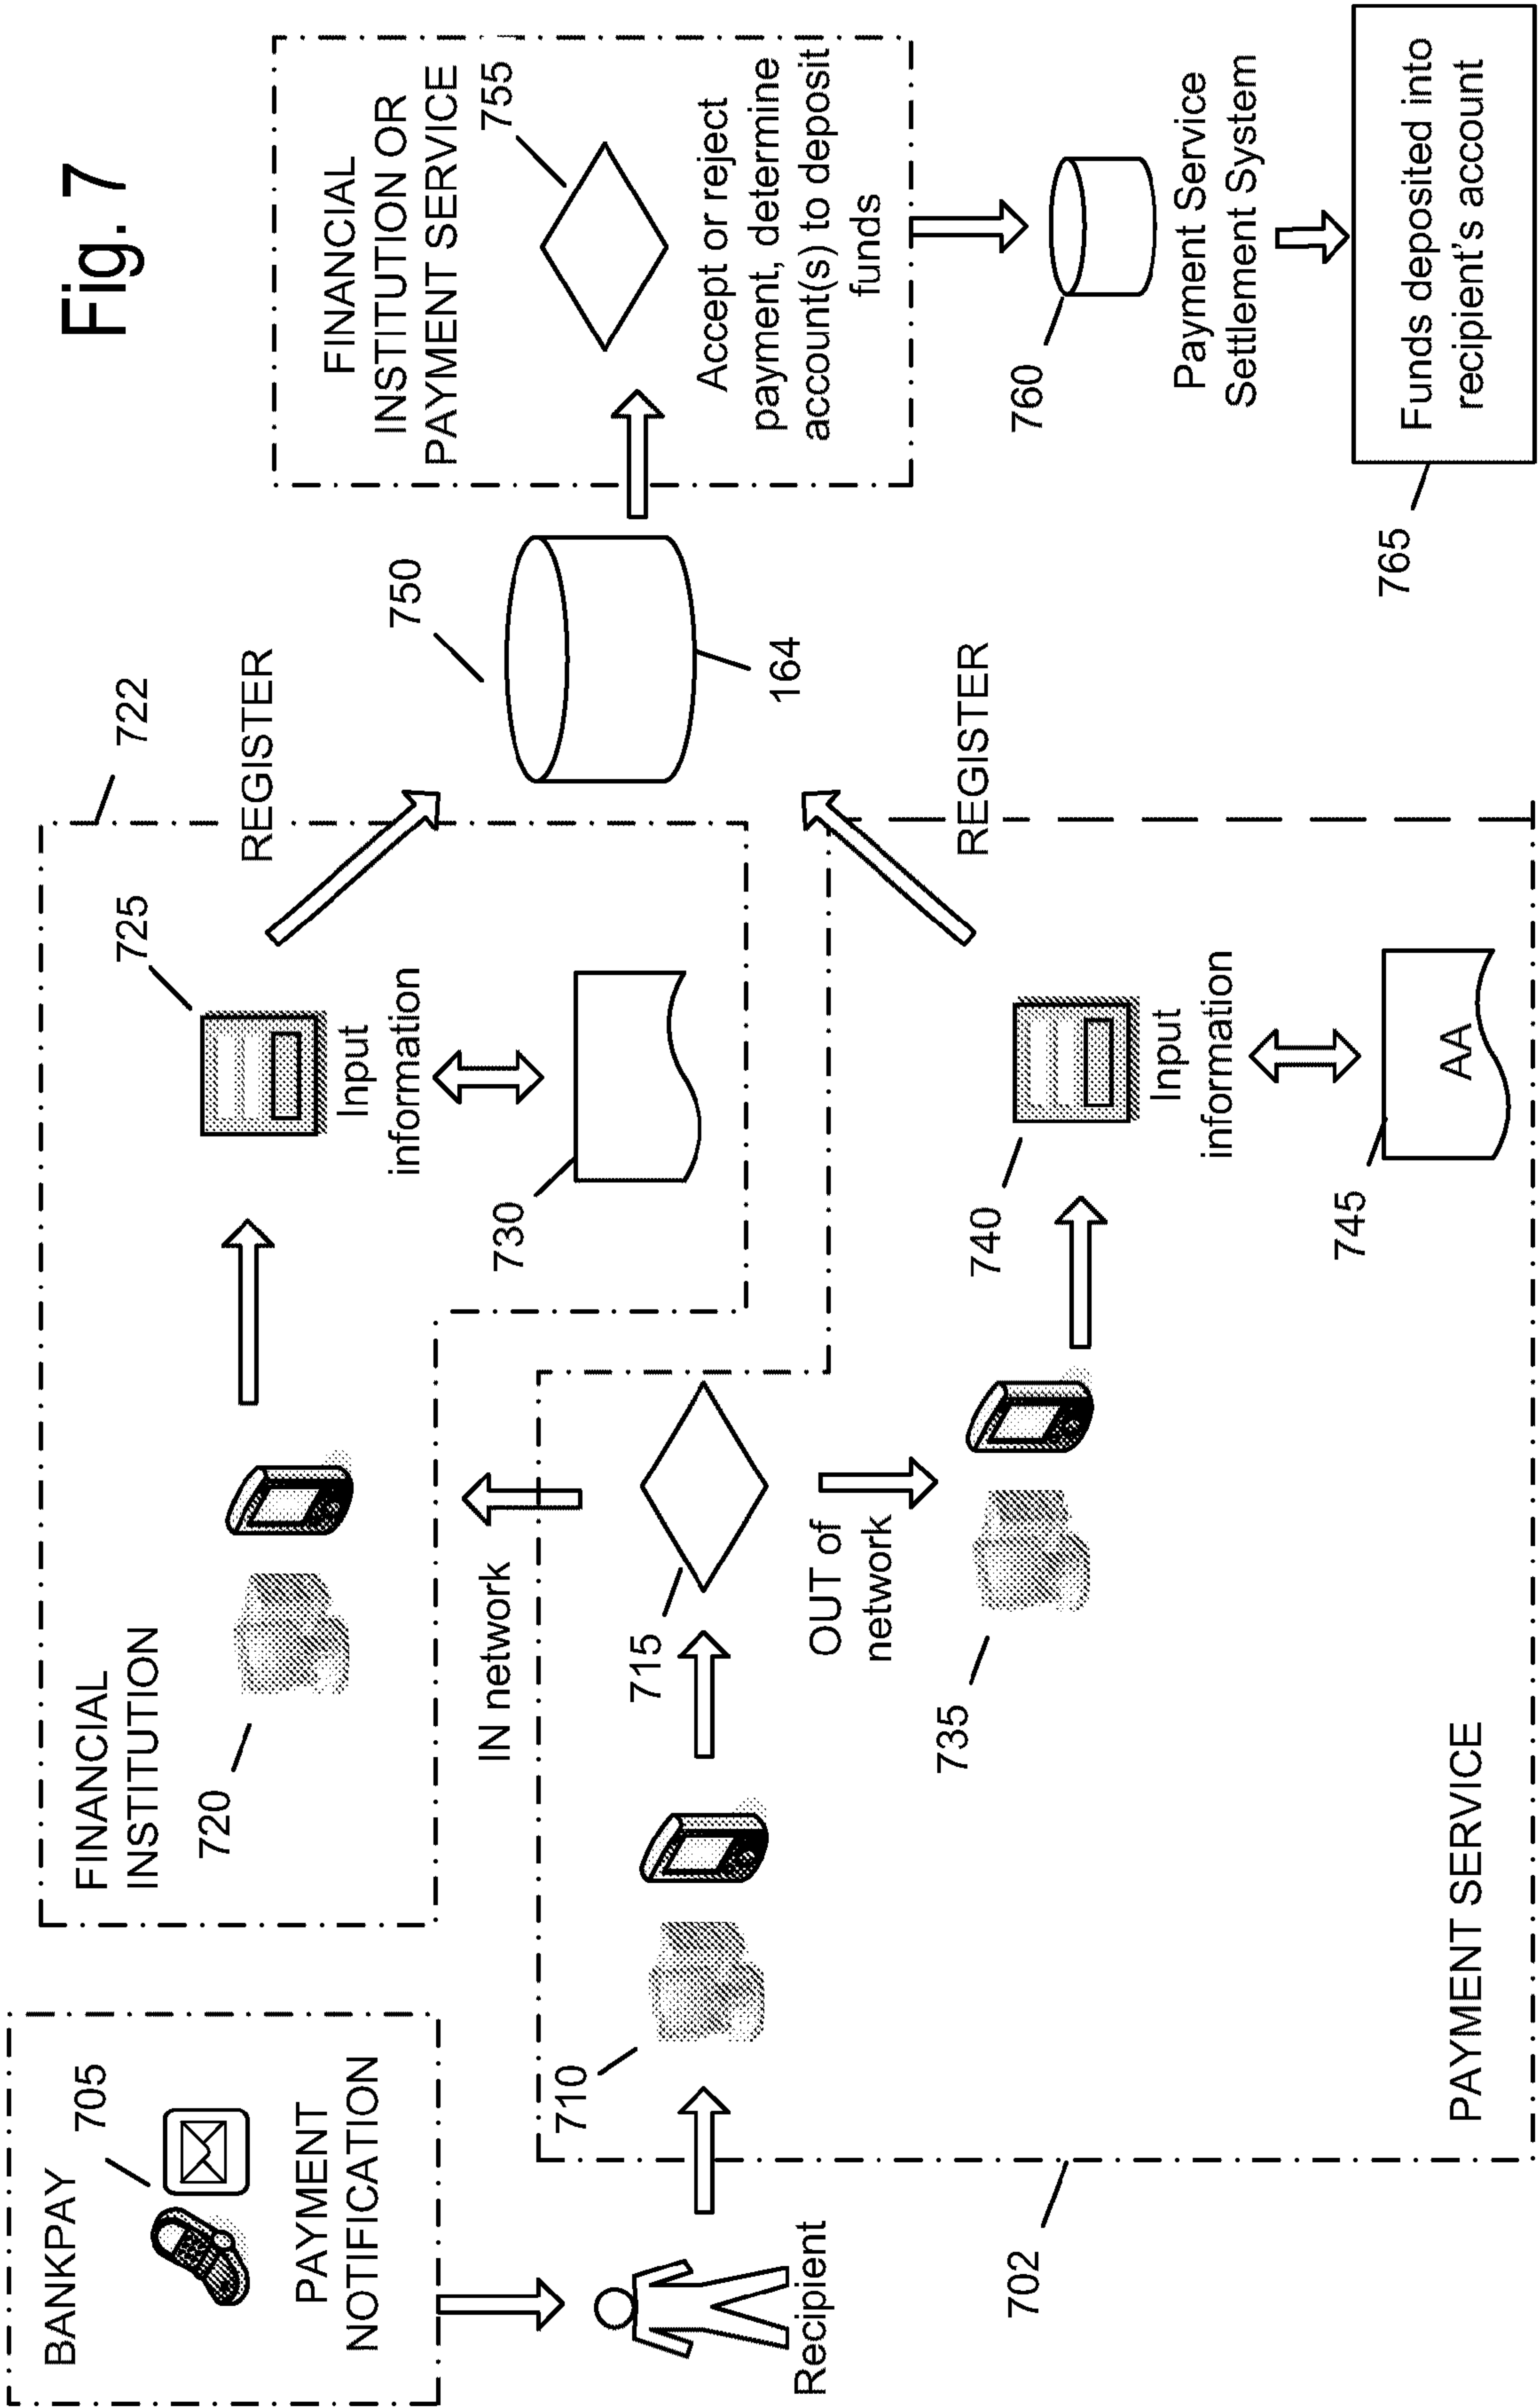 Fig. 7
BANKPAY
705
PAYMENT
NOTIFICATION
Recipient
702
PAYMENT SERVICE
710
715
IN network
OUT of
network
FINANCIAL
INSTITUTION
720
722
725
Input
information
730
REGISTER
735
740
Input
information
745
AA
REGISTER
750
164
FINANCIAL
INSTITUTION OR
PAYMENT SERVICE
755
Accept or reject
payment, determine
account(s) to deposit
funds
760
Payment Service
Settlement System
765
Funds deposited into
recipient's account